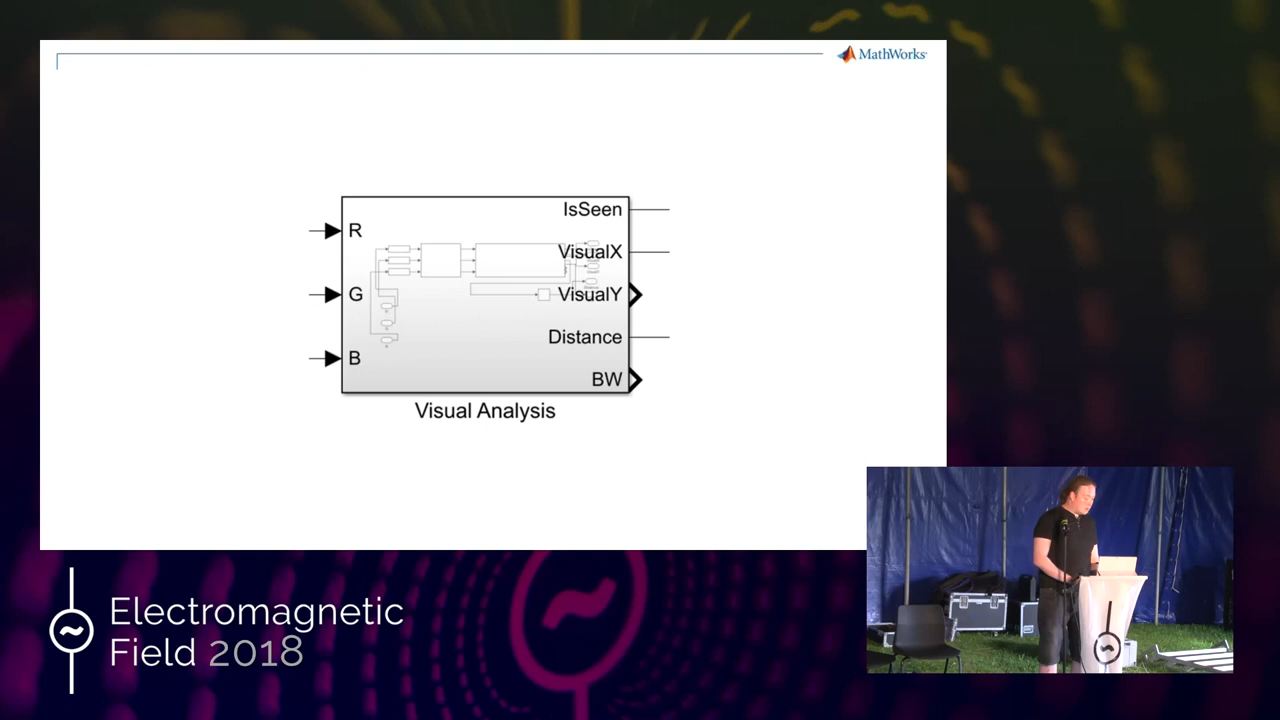 MathWorks
R
G
B
IsSeen
VisualX
VisualY
Distance
BW
Visual Analysis
Electromagnetic
Field 2018